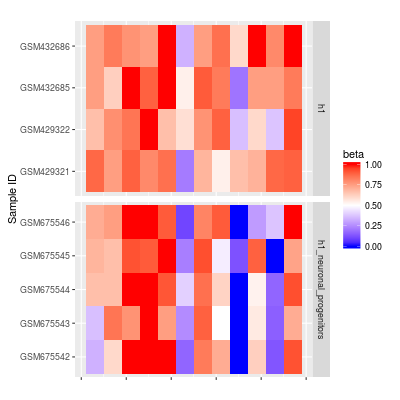 GSM432686
GSM432685
GSM429322
GSM429321
h1
GSM675546
GSM675545
GSM675544
GSM675543
GSM675542
h1_neuronal_progenitors
Sample ID
beta
1.00
0.75
0.50
0.25
0.00